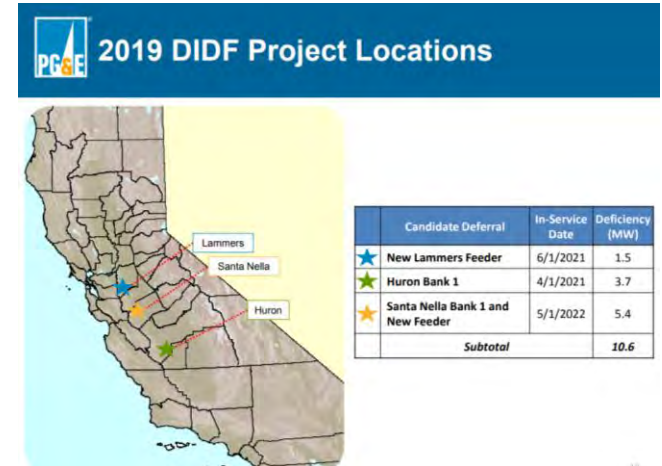 PG&E
2019 DIDF Project Locations
Lammers
Santa Nella
Huron
Candidate Deferral In-Service Date Deficiency (MW)
New Lammers Feeder 6/1/2021 1.5
Huron Bank 1 4/1/2021 3.7
Santa Nella Bank 1 and New Feeder 5/1/2022 5.4
Subtotal 10.6